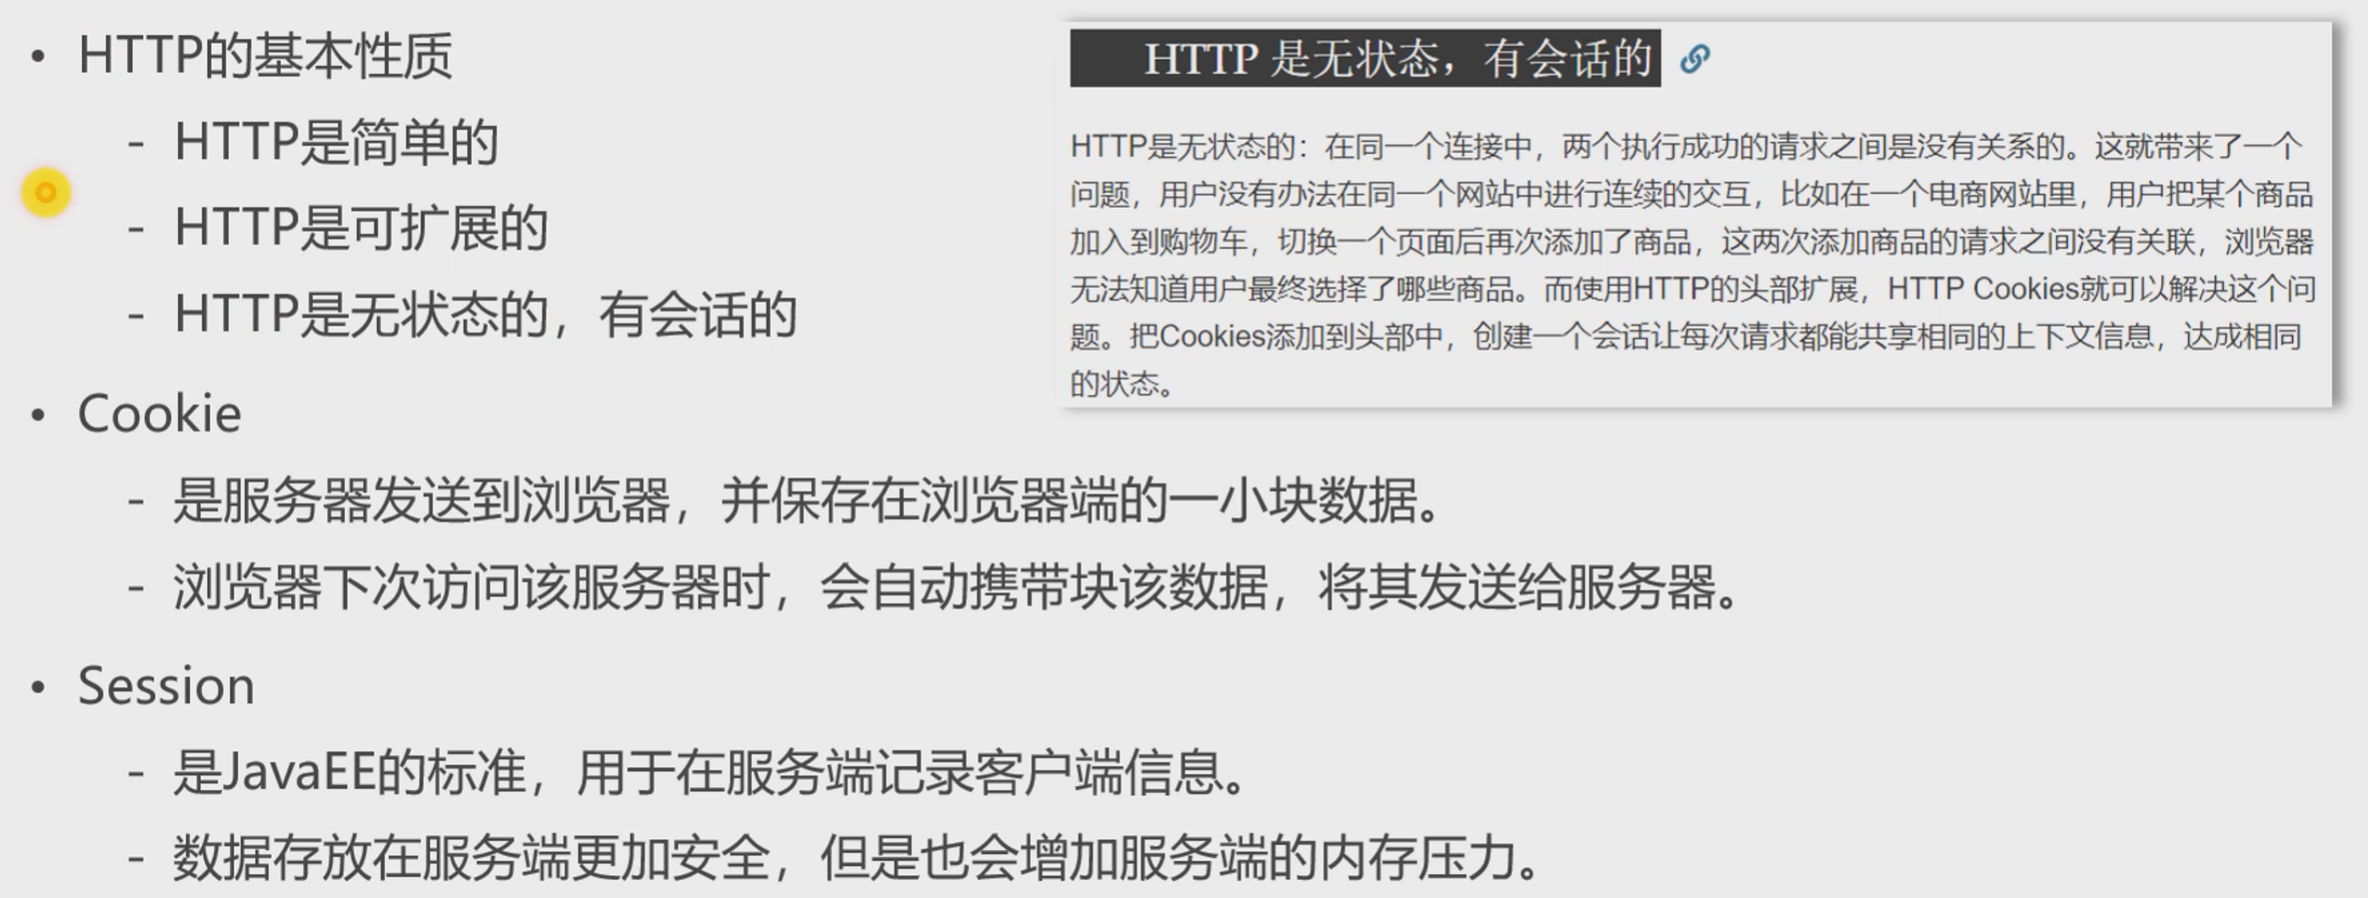 • HTTP的基本性质
- HTTP是简单的
- HTTP是可扩展的
- HTTP是无状态的，有会话的
HTTP 是无状态，有会话的
HTTP是无状态的：在同一个连接中，两个执行成功的请求之间是没有关系的。这就带来了一个
问题，用户没有办法在同一个网站中进行连续的交互，比如在一个电商网站里，用户把某个商品
加入到购物车，切换一个页面后再次添加了商品，这两次添加商品的请求之间没有关联，浏览器
无法知道用户最终选择了哪些商品。而使用HTTP的头部扩展，HTTP Cookies就可以解决这个问
题。把Cookies添加到头部中，创建一个会话让每次请求都能共享相同的上下文信息，达成相同
的状态。
• Cookie
- 是服务器发送到浏览器，并保存在浏览器端的一小块数据。
- 浏览器下次访问该服务器时，会自动携带块该数据，将其发送给服务器。
• Session
- 是JavaEE的标准，用于在服务端记录客户端信息。
- 数据存放在服务端更加安全，但是也会增加服务端的内存压力。